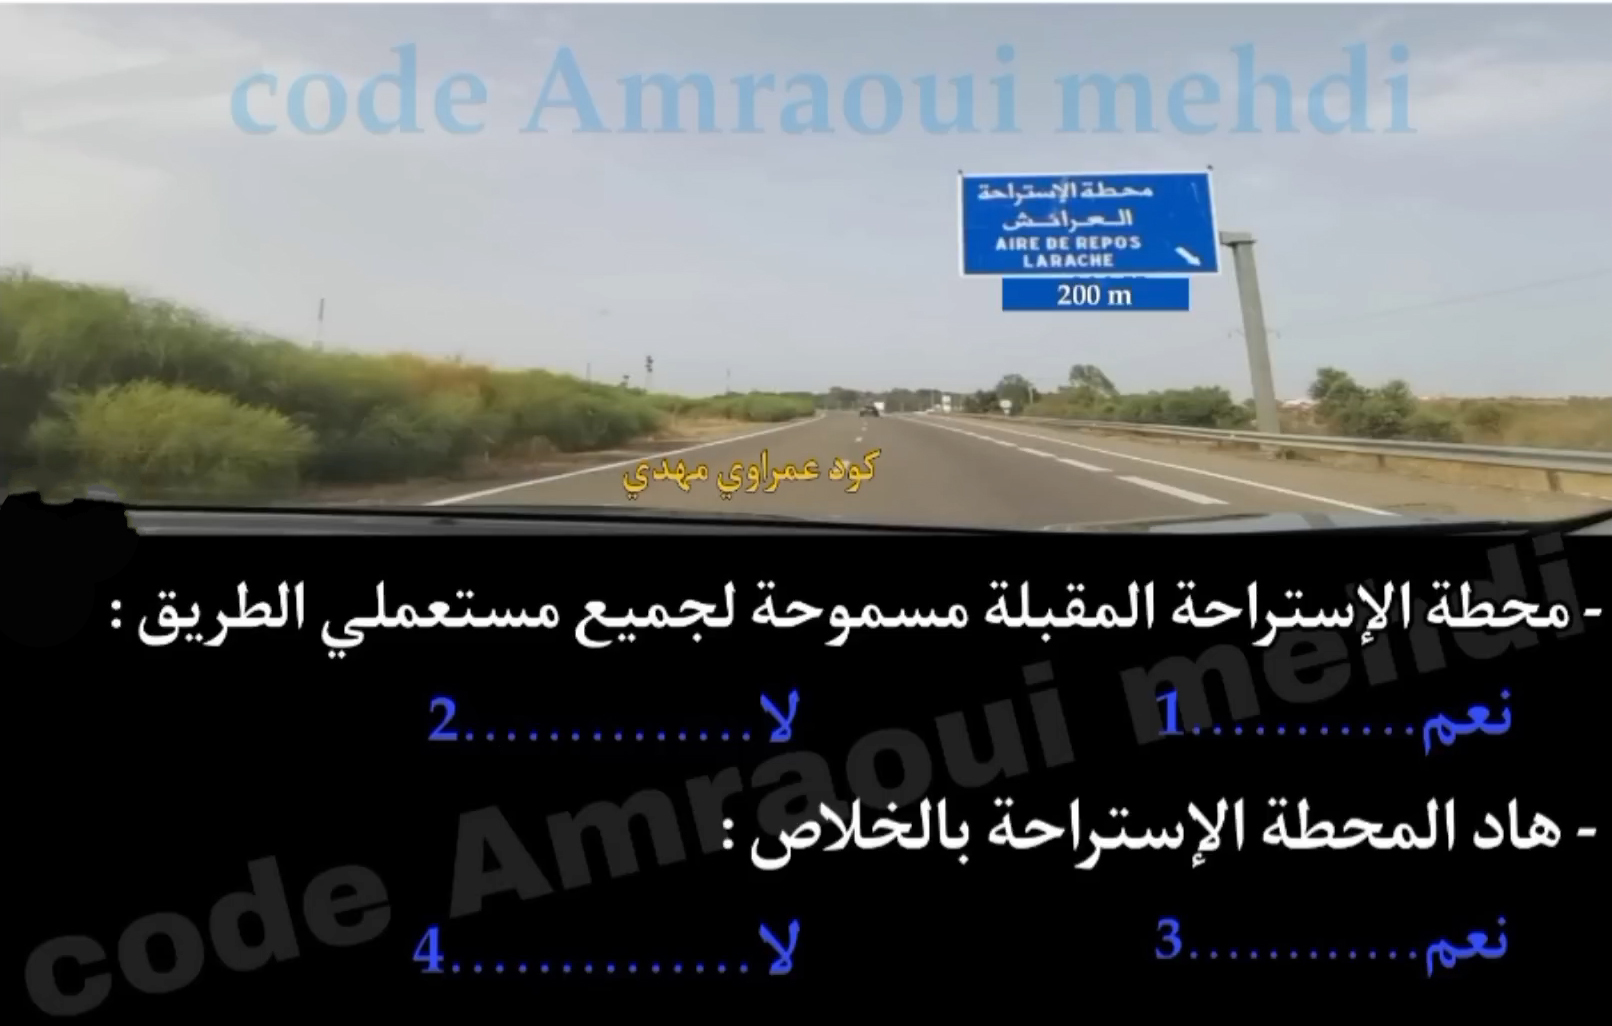 code Amraoui mehdi
محطة الإستراحة
العرائش
AIRE DE REPOS
LARACHE
200 m
كود عمراوي مهدي
- محطة الإستراحة المقبلة مسموحة لجميع مستعملي الطريق :
نعم...........1 لا..............2
- هاد المحطة الإستراحة بالخلاص :
نعم............3 لا..............4
code Amraoui mehdi